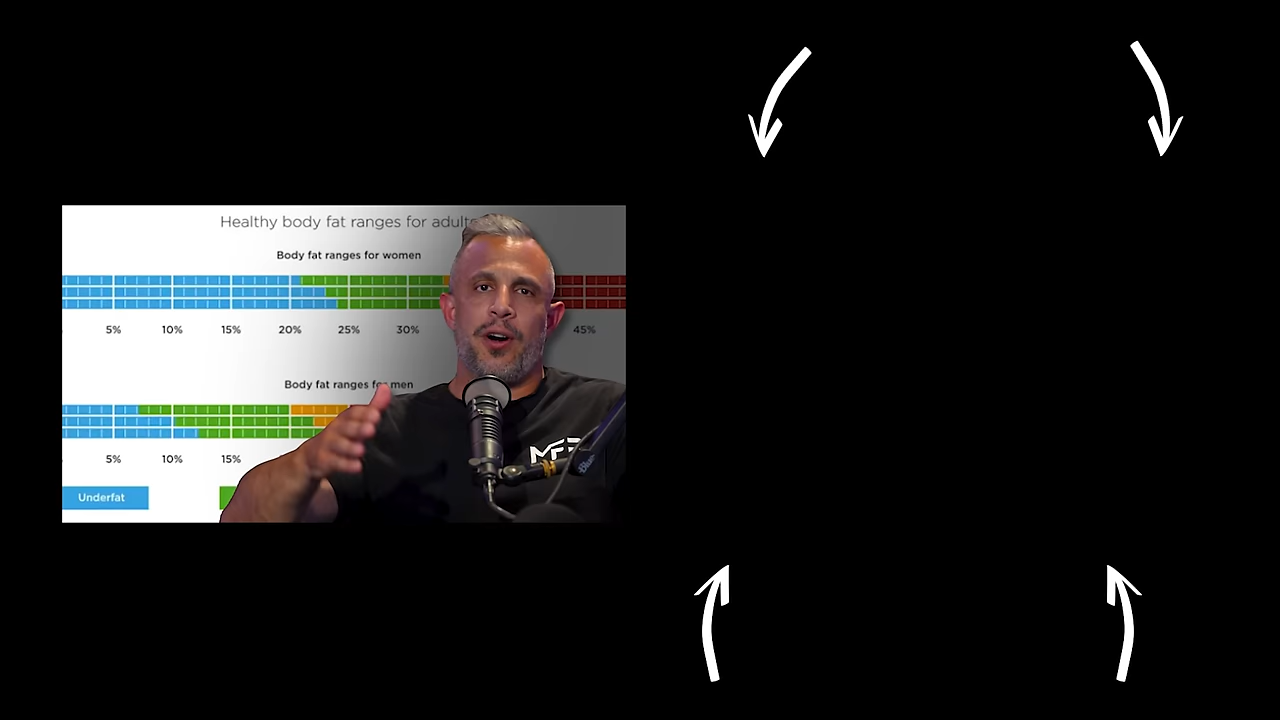 Healthy body fat ranges for adults
Body fat ranges for women
5% 10% 15% 20% 25% 30% 45%
Body fat ranges for men
5% 10% 15%
Underfat